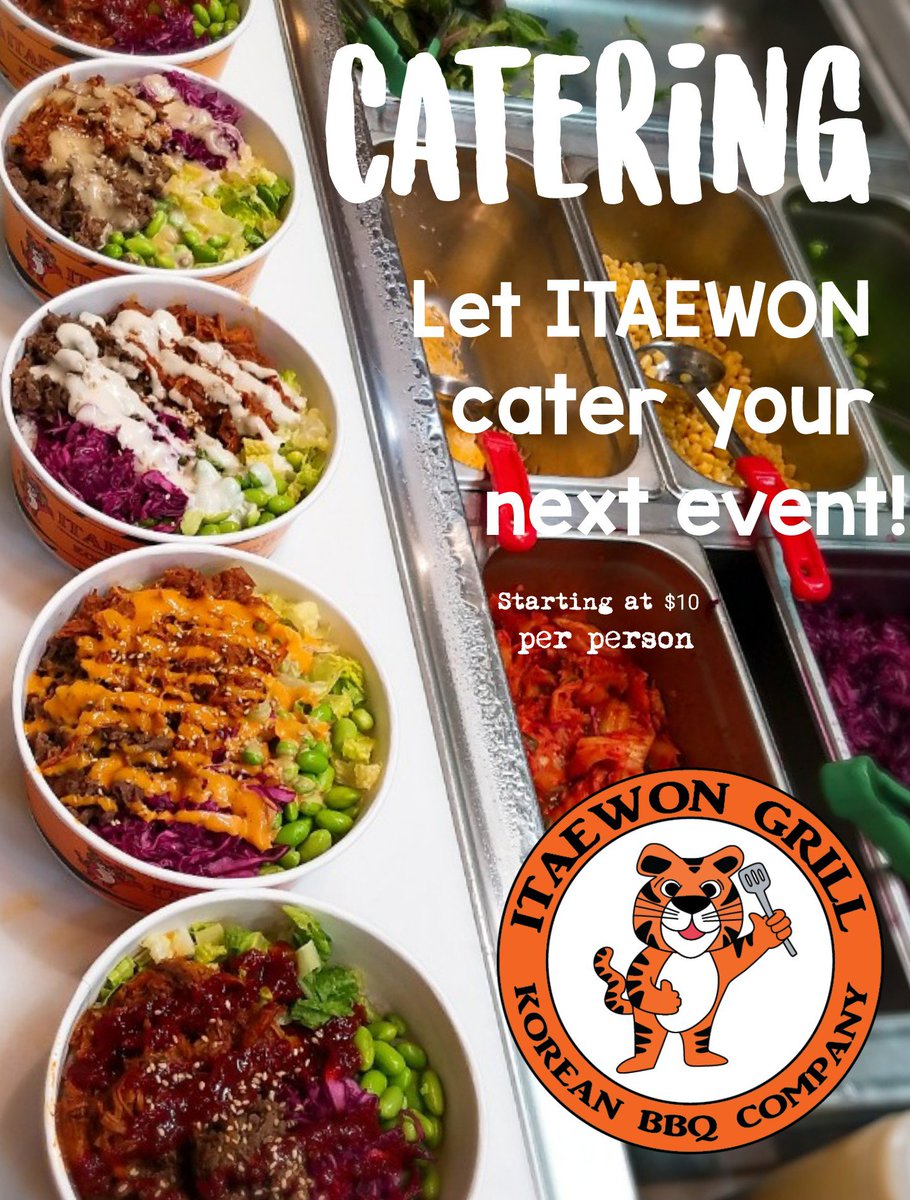 CATERING
Let ITAEWON
cater your
next event!
Starting at $10
per person
ITAEWON GRILL
KOREAN BBQ COMPANY